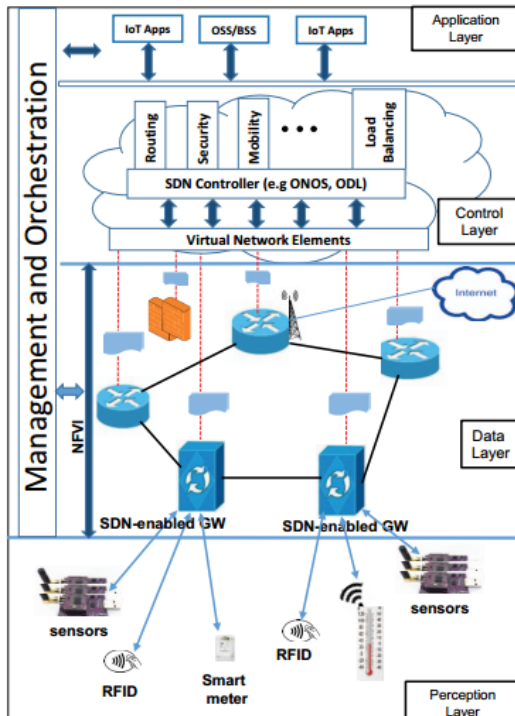 Management and Orchestration
IoT Apps
OSS/BSS
IoT Apps
Application
Layer
Routing
Security
Mobility
• • •
Load
Balancing
SDN Controller (e.g ONOS, ODL)
Virtual Network Elements
Control
Layer
Internet
NFVI
Data
Layer
SDN-enabled GW
SDN-enabled GW
sensors
RFID
Smart
meter
RFID
sensors
Perception
Layer